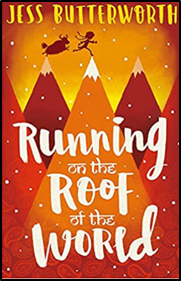 JESS BUTTERWORTH
Running
on the
ROOF
of the
WORLD